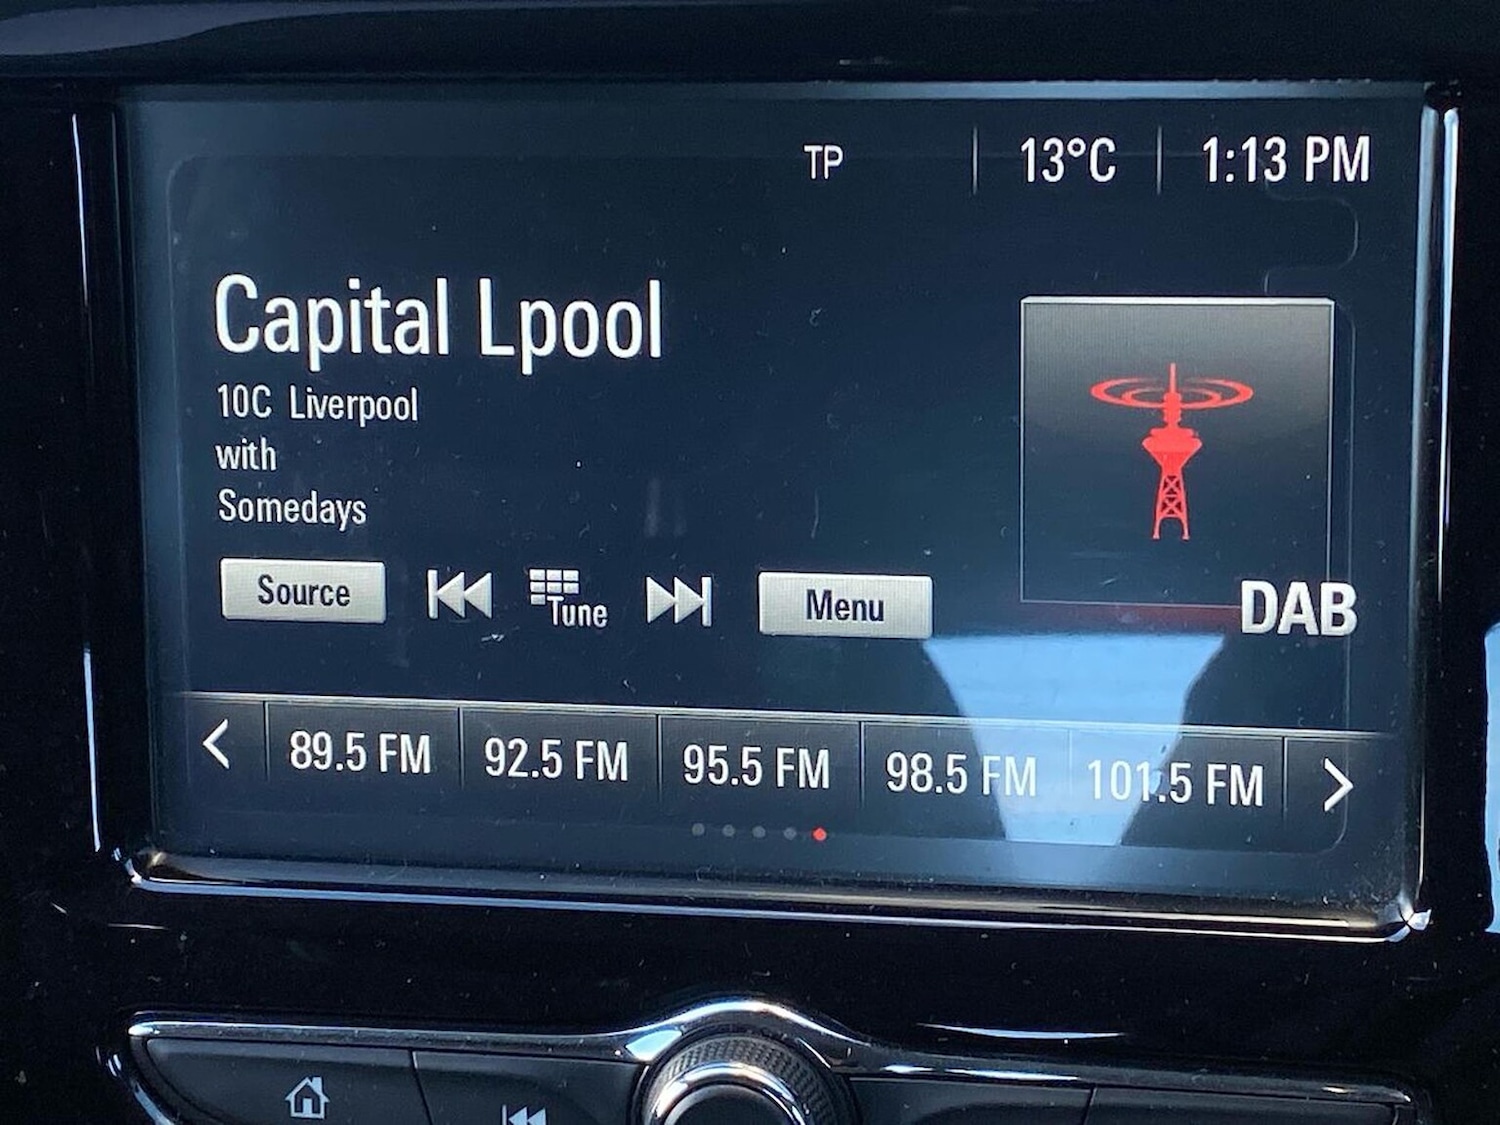 TP 13°C 1:13 PM
Capital Lpool
10C Liverpool
with
Somedays
Source Tune Menu
DAB
89.5 FM 92.5 FM 95.5 FM 98.5 FM 101.5 FM